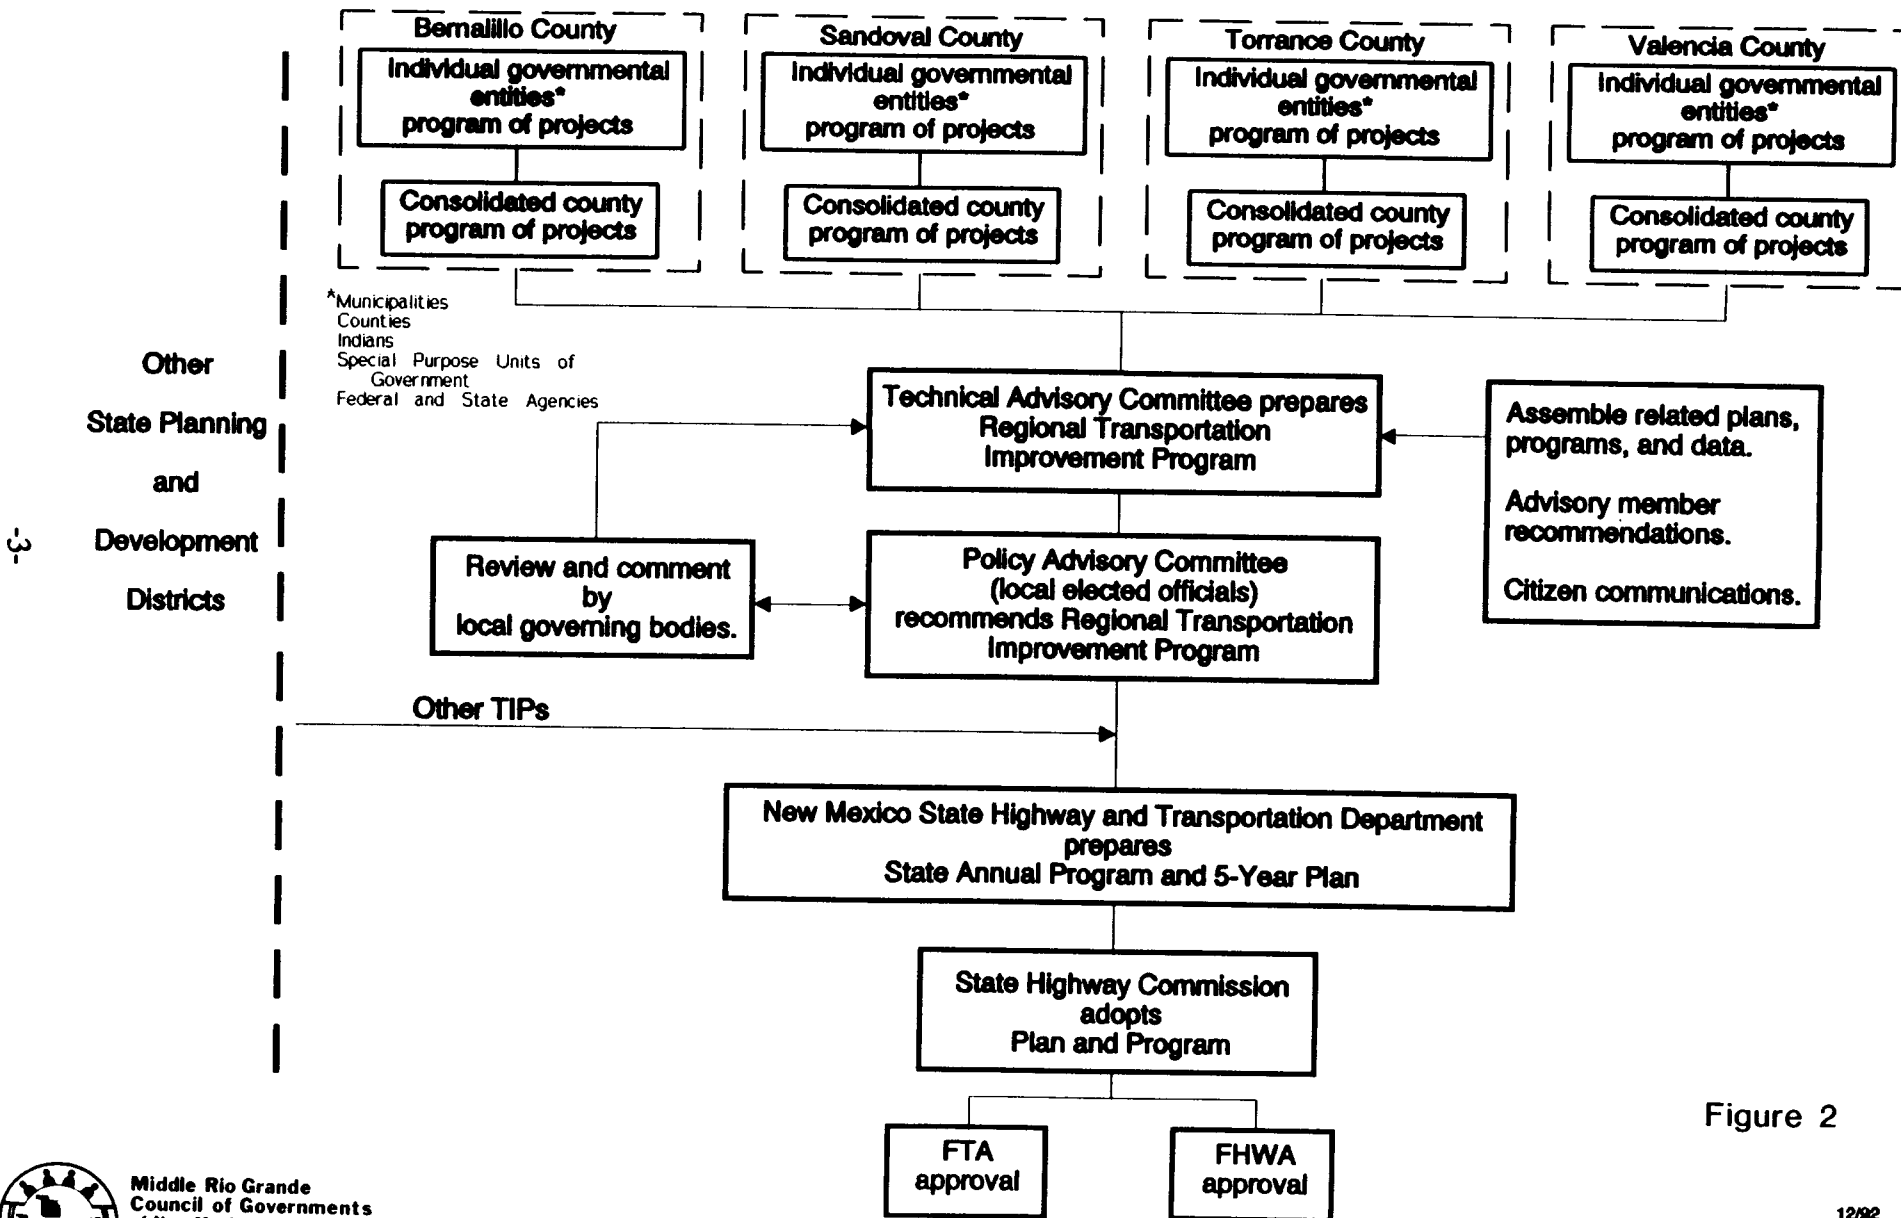 Bernalillo County
Individual governmental
entities*
program of projects
Consolidated county
program of projects
Sandoval County
Individual governmental
entities*
program of projects
Consolidated county
program of projects
Torrance County
Individual governmental
entities*
program of projects
Consolidated county
program of projects
Valencia County
Individual governmental
entities*
program of projects
Consolidated county
program of projects
*Municipalities
Counties
Indians
Special Purpose Units of
Government
Federal and State Agencies
Other
State Planning
and
Development
Districts
-3-
Technical Advisory Committee prepares
Regional Transportation
Improvement Program
Assemble related plans,
programs, and data.
Advisory member
recommendations.
Citizen communications.
Review and comment
by
local governing bodies.
Policy Advisory Committee
(local elected officials)
recommends Regional Transportation
Improvement Program
Other TIPs
New Mexico State Highway and Transportation Department
prepares
State Annual Program and 5-Year Plan
State Highway Commission
adopts
Plan and Program
FTA
approval
FHWA
approval
Figure 2
Middle Rio Grande
Council of Governments
12/92